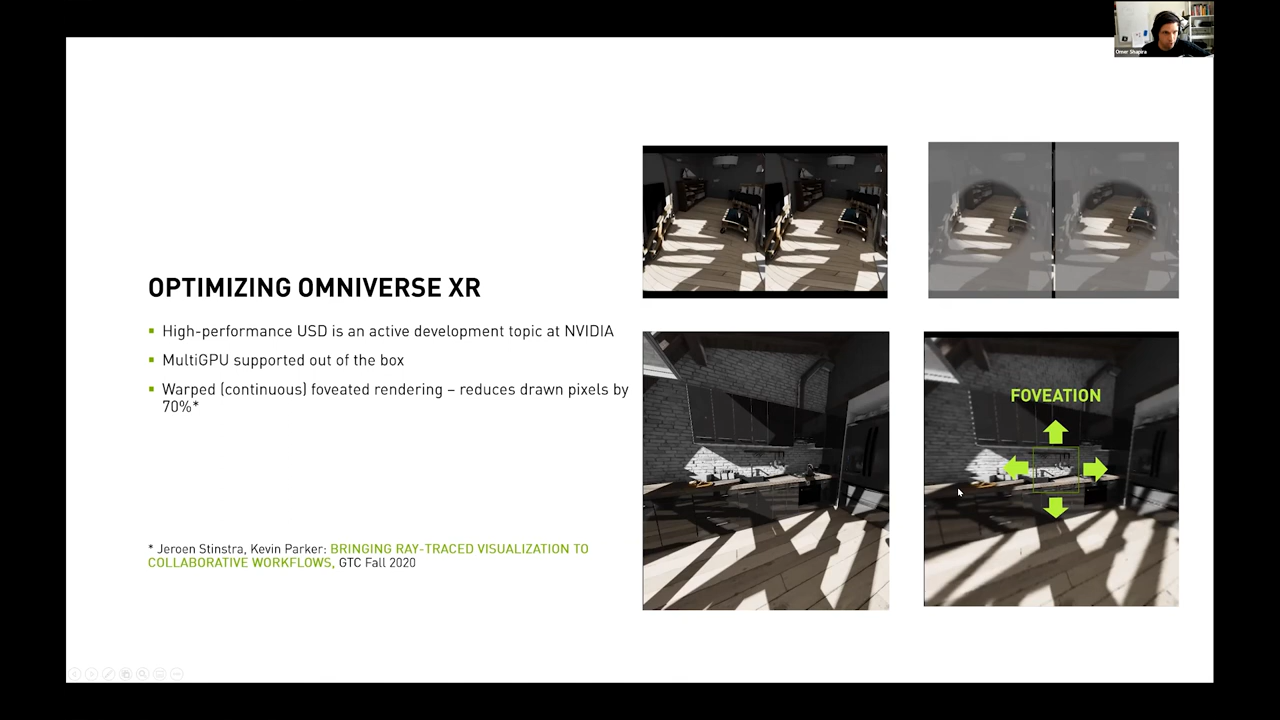 Omer Shapira
OPTIMIZING OMNIVERSE XR
▪ High-performance USD is an active development topic at NVIDIA
▪ MultiGPU supported out of the box
▪ Warped (continuous) foveated rendering – reduces drawn pixels by
70%*
FOVEATION
* Jeroen Stinstra, Kevin Parker: BRINGING RAY-TRACED VISUALIZATION TO
COLLABORATIVE WORKFLOWS, GTC Fall 2020